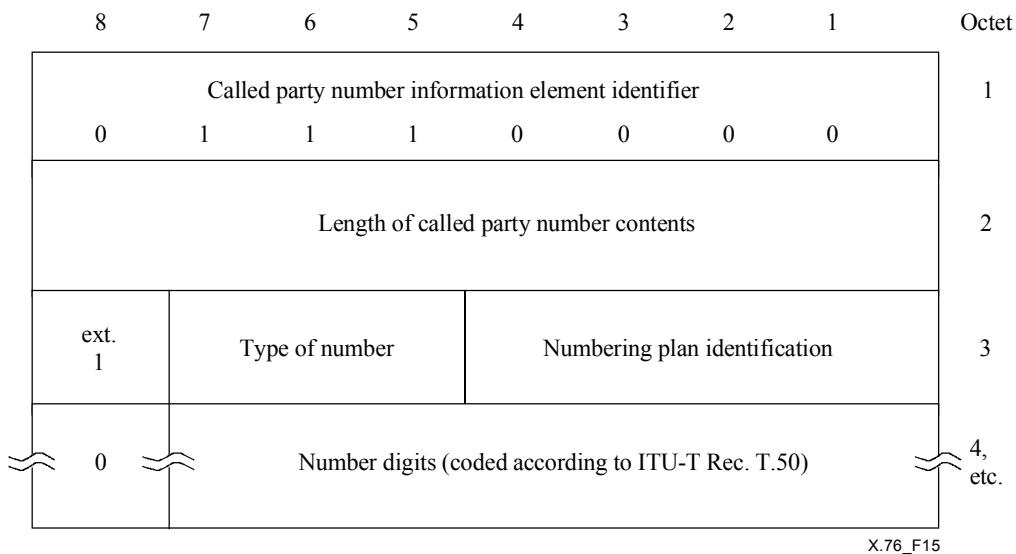 8 7 6 5 4 3 2 1 Octet
Called party number information element identifier 1
0 1 1 1 0 0 0 0
Length of called party number contents 2
ext.
1 Type of number Numbering plan identification 3
0 Number digits (coded according to ITU-T Rec. T.50) 4,
etc.
X.76_F15